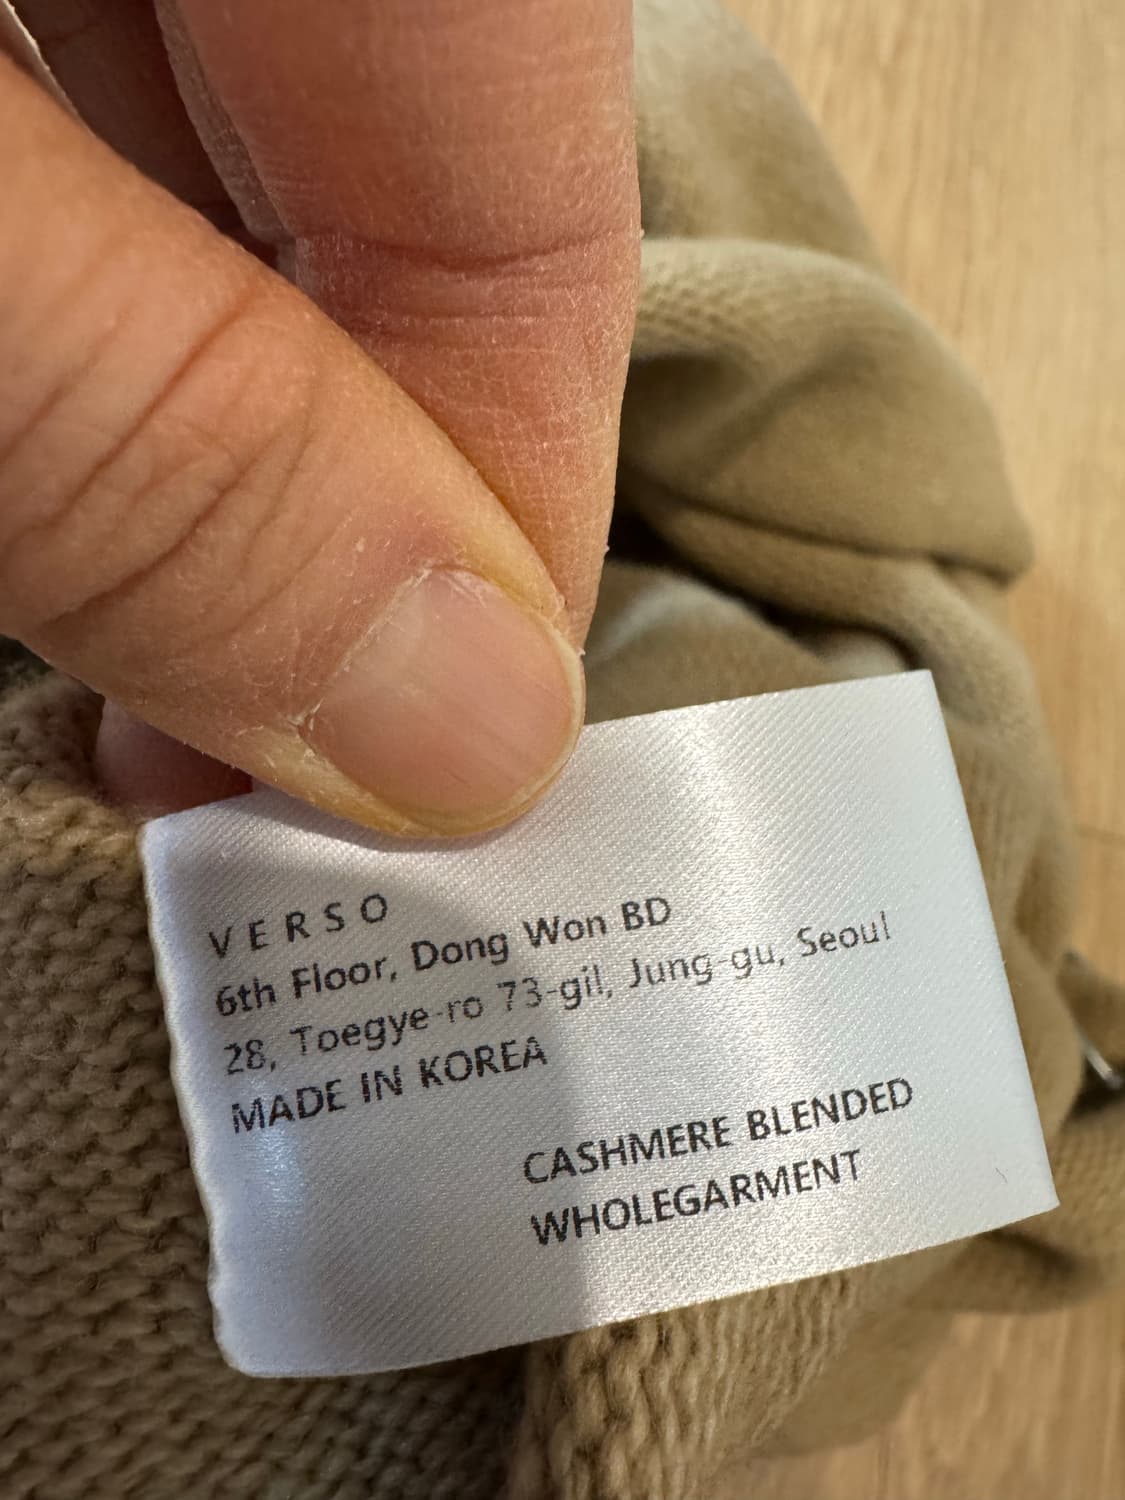 VERSO
6th Floor, Dong Won BD
28, Toegye-ro 73-gil, Jung-gu, Seoul
MADE IN KOREA
CASHMERE BLENDED
WHOLEGARMENT